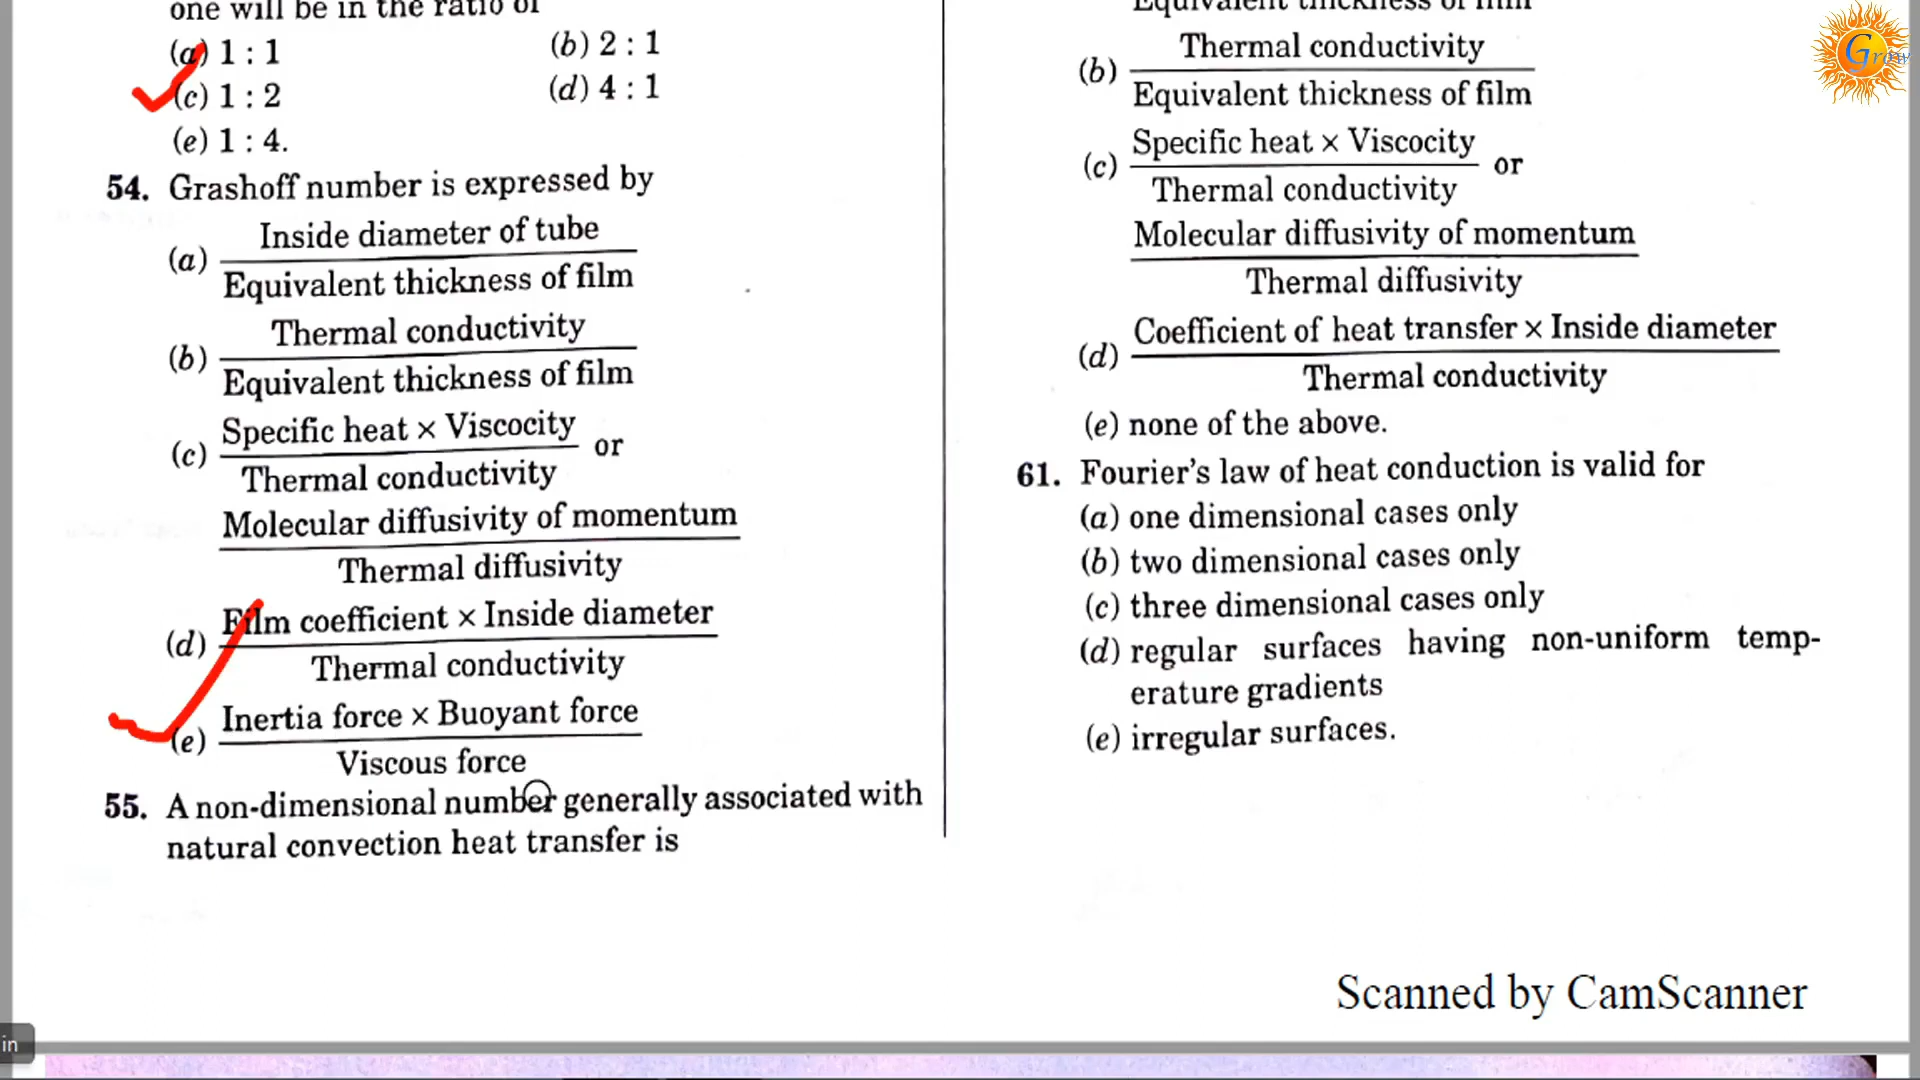 one will be in the ratio of
(a) 1 : 1
(b) 2 : 1
(c) 1 : 2
(d) 4 : 1
(e) 1 : 4.
54. Grashoff number is expressed by
(a) Inside diameter of tube
Equivalent thickness of film
(b) Thermal conductivity
Equivalent thickness of film
(c) Specific heat × Viscocity or
Thermal conductivity
Molecular diffusivity of momentum
Thermal diffusivity
(d) Film coefficient × Inside diameter
Thermal conductivity
(e) Inertia force × Buoyant force
Viscous force
55. A non-dimensional number generally associated with
natural convection heat transfer is
Equivalent thickness of film
(b) Thermal conductivity
Equivalent thickness of film
(c) Specific heat × Viscocity or
Thermal conductivity
Molecular diffusivity of momentum
Thermal diffusivity
(d) Coefficient of heat transfer × Inside diameter
Thermal conductivity
(e) none of the above.
61. Fourier's law of heat conduction is valid for
(a) one dimensional cases only
(b) two dimensional cases only
(c) three dimensional cases only
(d) regular surfaces having non-uniform temp-
erature gradients
(e) irregular surfaces.
Scanned by CamScanner
Grow
in